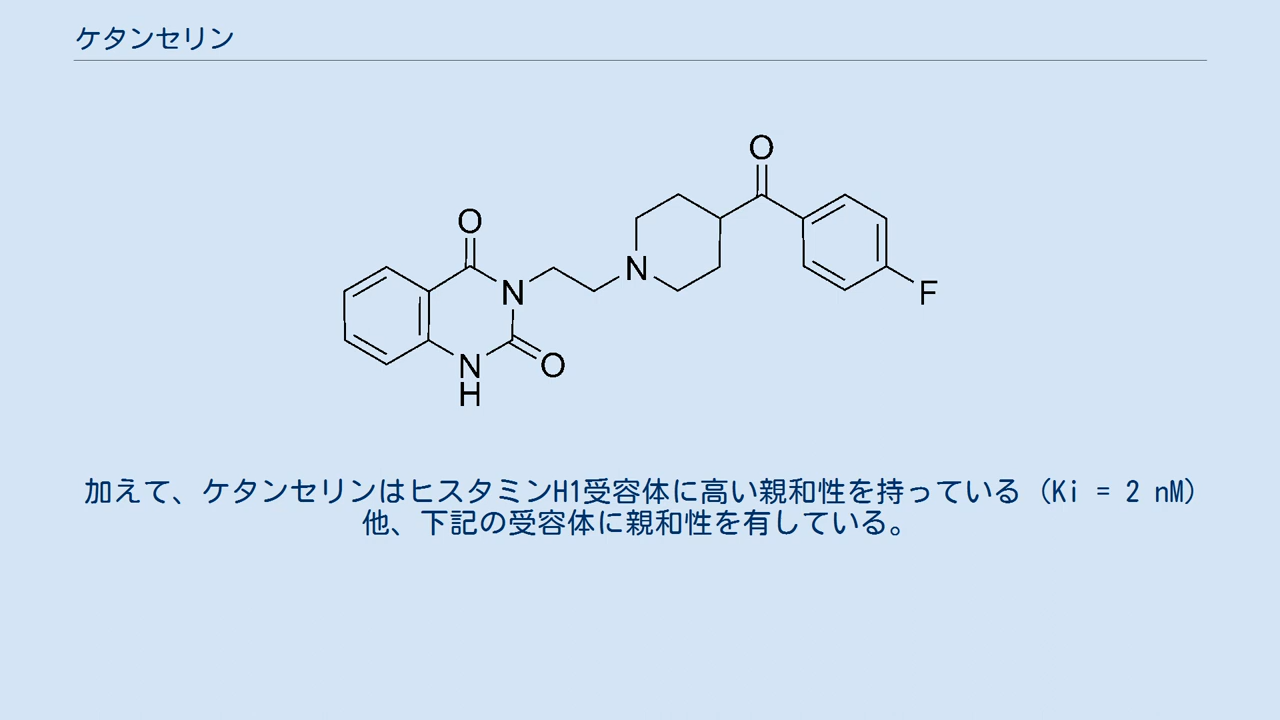 ケタンセリン
O
O
N
N
F
O
N
H
加えて、ケタンセリンはヒスタミンH1受容体に高い親和性を持っている（Ki = 2 nM）
他、下記の受容体に親和性を有している。